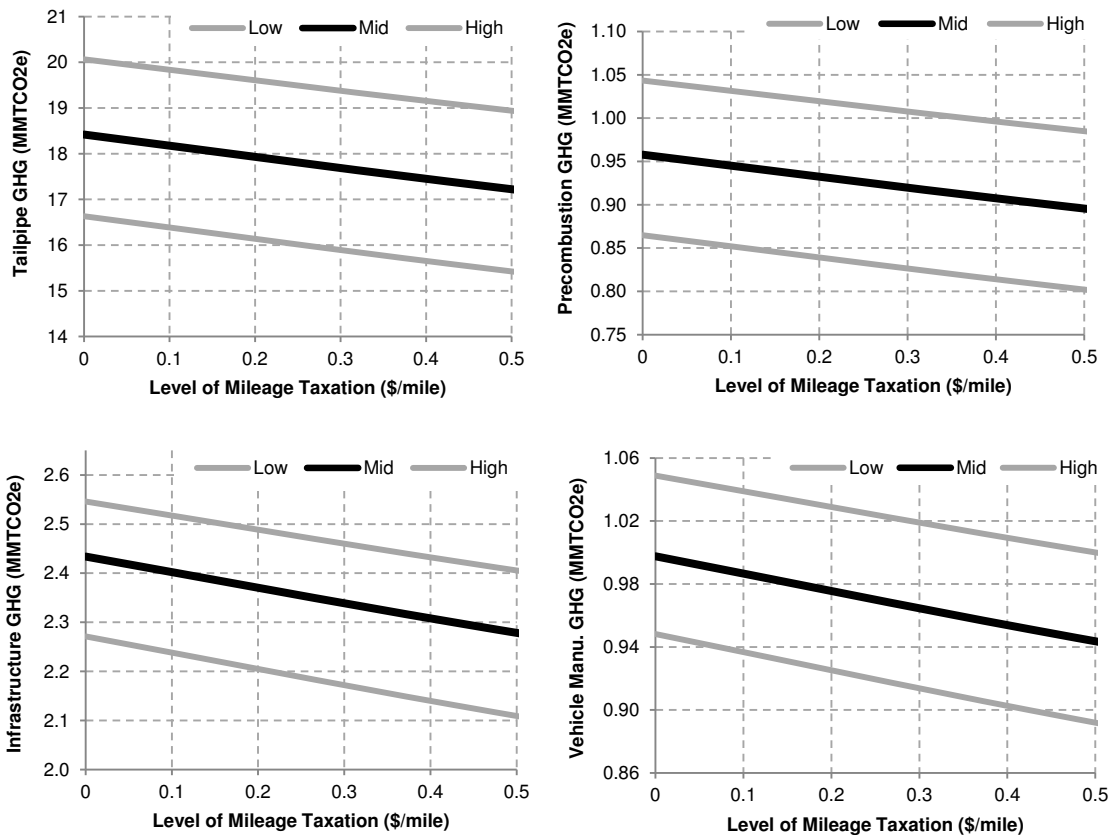 Low Mid High
Tailpipe GHG (MMTCO2e)
21
20
19
18
17
16
15
14
0 0.1 0.2 0.3 0.4 0.5
Level of Mileage Taxation ($/mile)
Low Mid High
Precombustion GHG (MMTCO2e)
1.10
1.05
1.00
0.95
0.90
0.85
0.80
0.75
0 0.1 0.2 0.3 0.4 0.5
Level of Mileage Taxation ($/mile)
Low Mid High
Infrastructure GHG (MMTCO2e)
2.6
2.5
2.4
2.3
2.2
2.1
2.0
0 0.1 0.2 0.3 0.4 0.5
Level of Mileage Taxation ($/mile)
Low Mid High
Vehicle Manu. GHG (MMTCO2e)
1.06
1.02
0.98
0.94
0.90
0.86
0 0.1 0.2 0.3 0.4 0.5
Level of Mileage Taxation ($/mile)